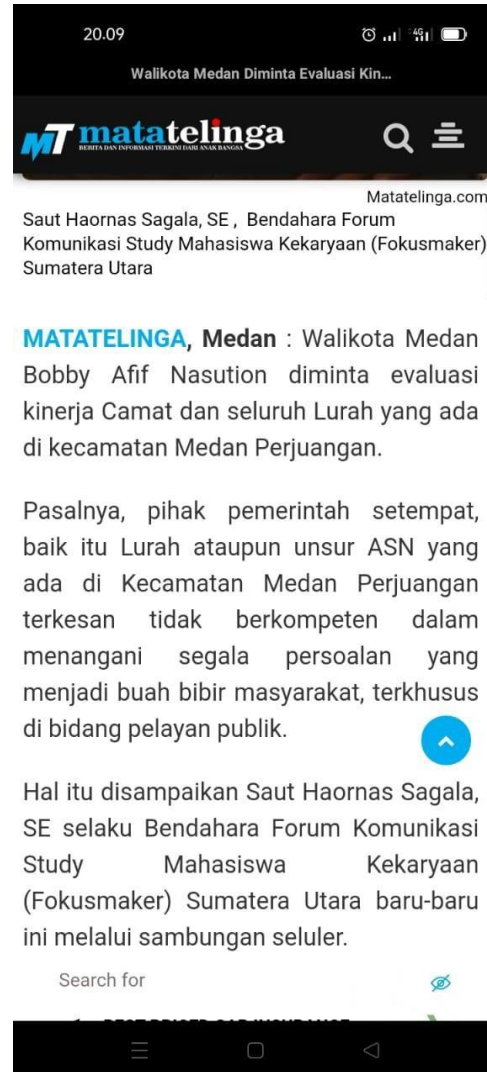 20.09
4G
Walikota Medan Diminta Evaluasi Kin...
MT matatelinga
BERITA DAN INFORMASI TERKINI DARI ANAK BANGSA
Matatelinga.com
Saut Haornas Sagala, SE , Bendahara Forum
Komunikasi Study Mahasiswa Kekaryaan (Fokusmaker)
Sumatera Utara
MATATELINGA, Medan : Walikota Medan
Bobby Afif Nasution diminta evaluasi
kinerja Camat dan seluruh Lurah yang ada
di kecamatan Medan Perjuangan.
Pasalnya, pihak pemerintah setempat,
baik itu Lurah ataupun unsur ASN yang
ada di Kecamatan Medan Perjuangan
terkesan tidak berkompeten dalam
menangani segala persoalan yang
menjadi buah bibir masyarakat, terkhusus
di bidang pelayan publik.
Hal itu disampaikan Saut Haornas Sagala,
SE selaku Bendahara Forum Komunikasi
Study Mahasiswa Kekaryaan
(Fokusmaker) Sumatera Utara baru-baru
ini melalui sambungan seluler.
Search for